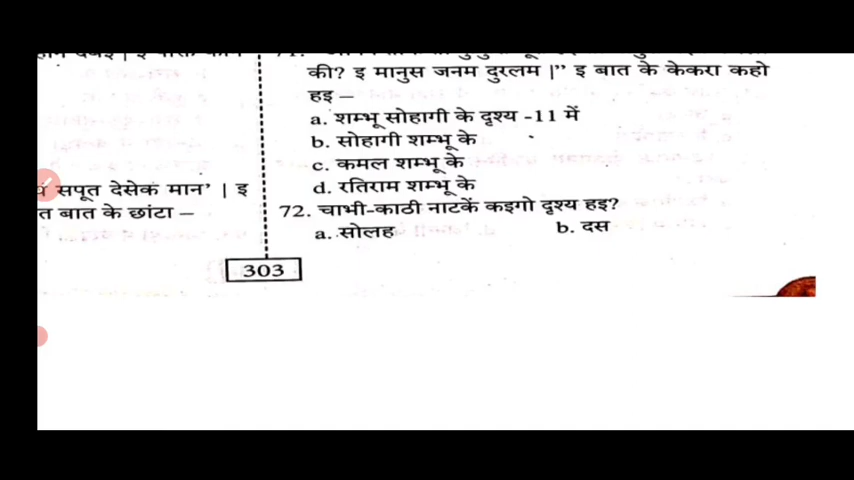 की? इ मानुस जनम दुरलम |” इ बात के केकरा कहो
हइ –
a. शम्भू सोहागी के दृश्य -11 में
b. सोहागी शम्भू के
c. कमल शम्भू के
d. रतिराम शम्भू के
72. चाभी-काठी नाटकें कइगो दृश्य हइ?
a. सोलह b. दस
सपूत देसेक मान’ | इ
त बात के छांटा –
303